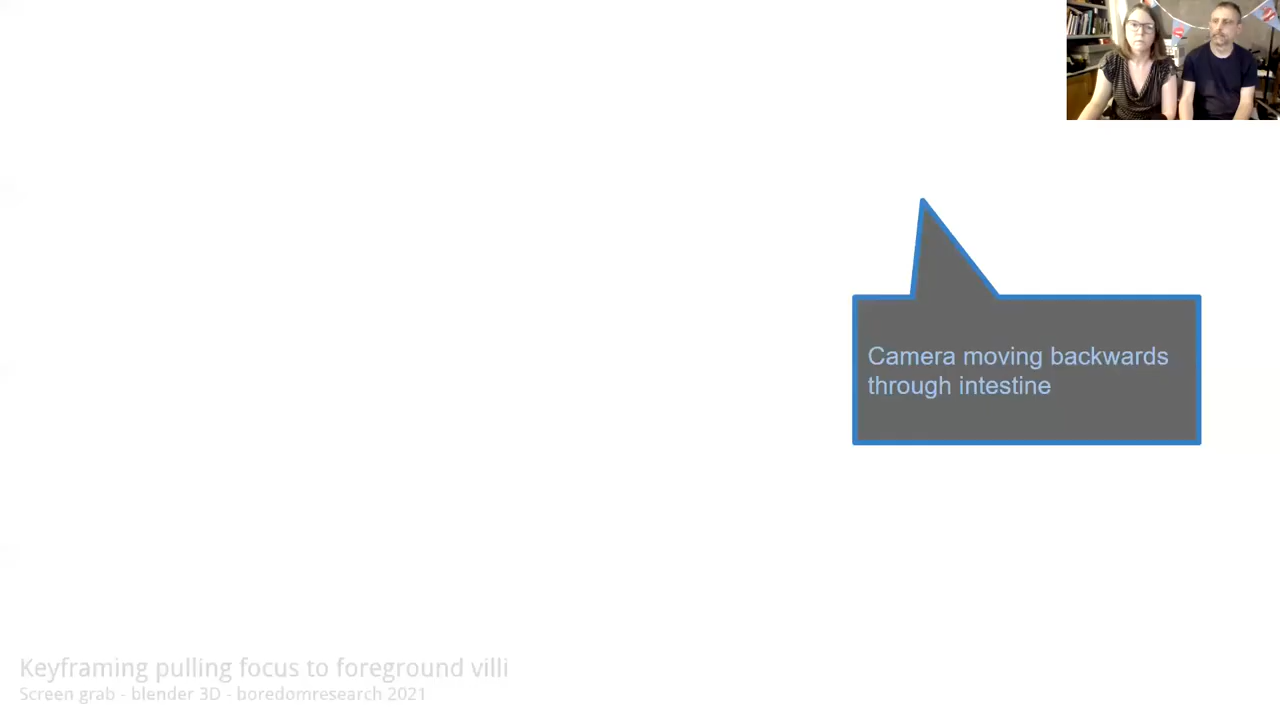 Camera moving backwards
through intestine
Keyframing pulling focus to foreground villi
Screen grab - blender 3D - boredomresearch 2021